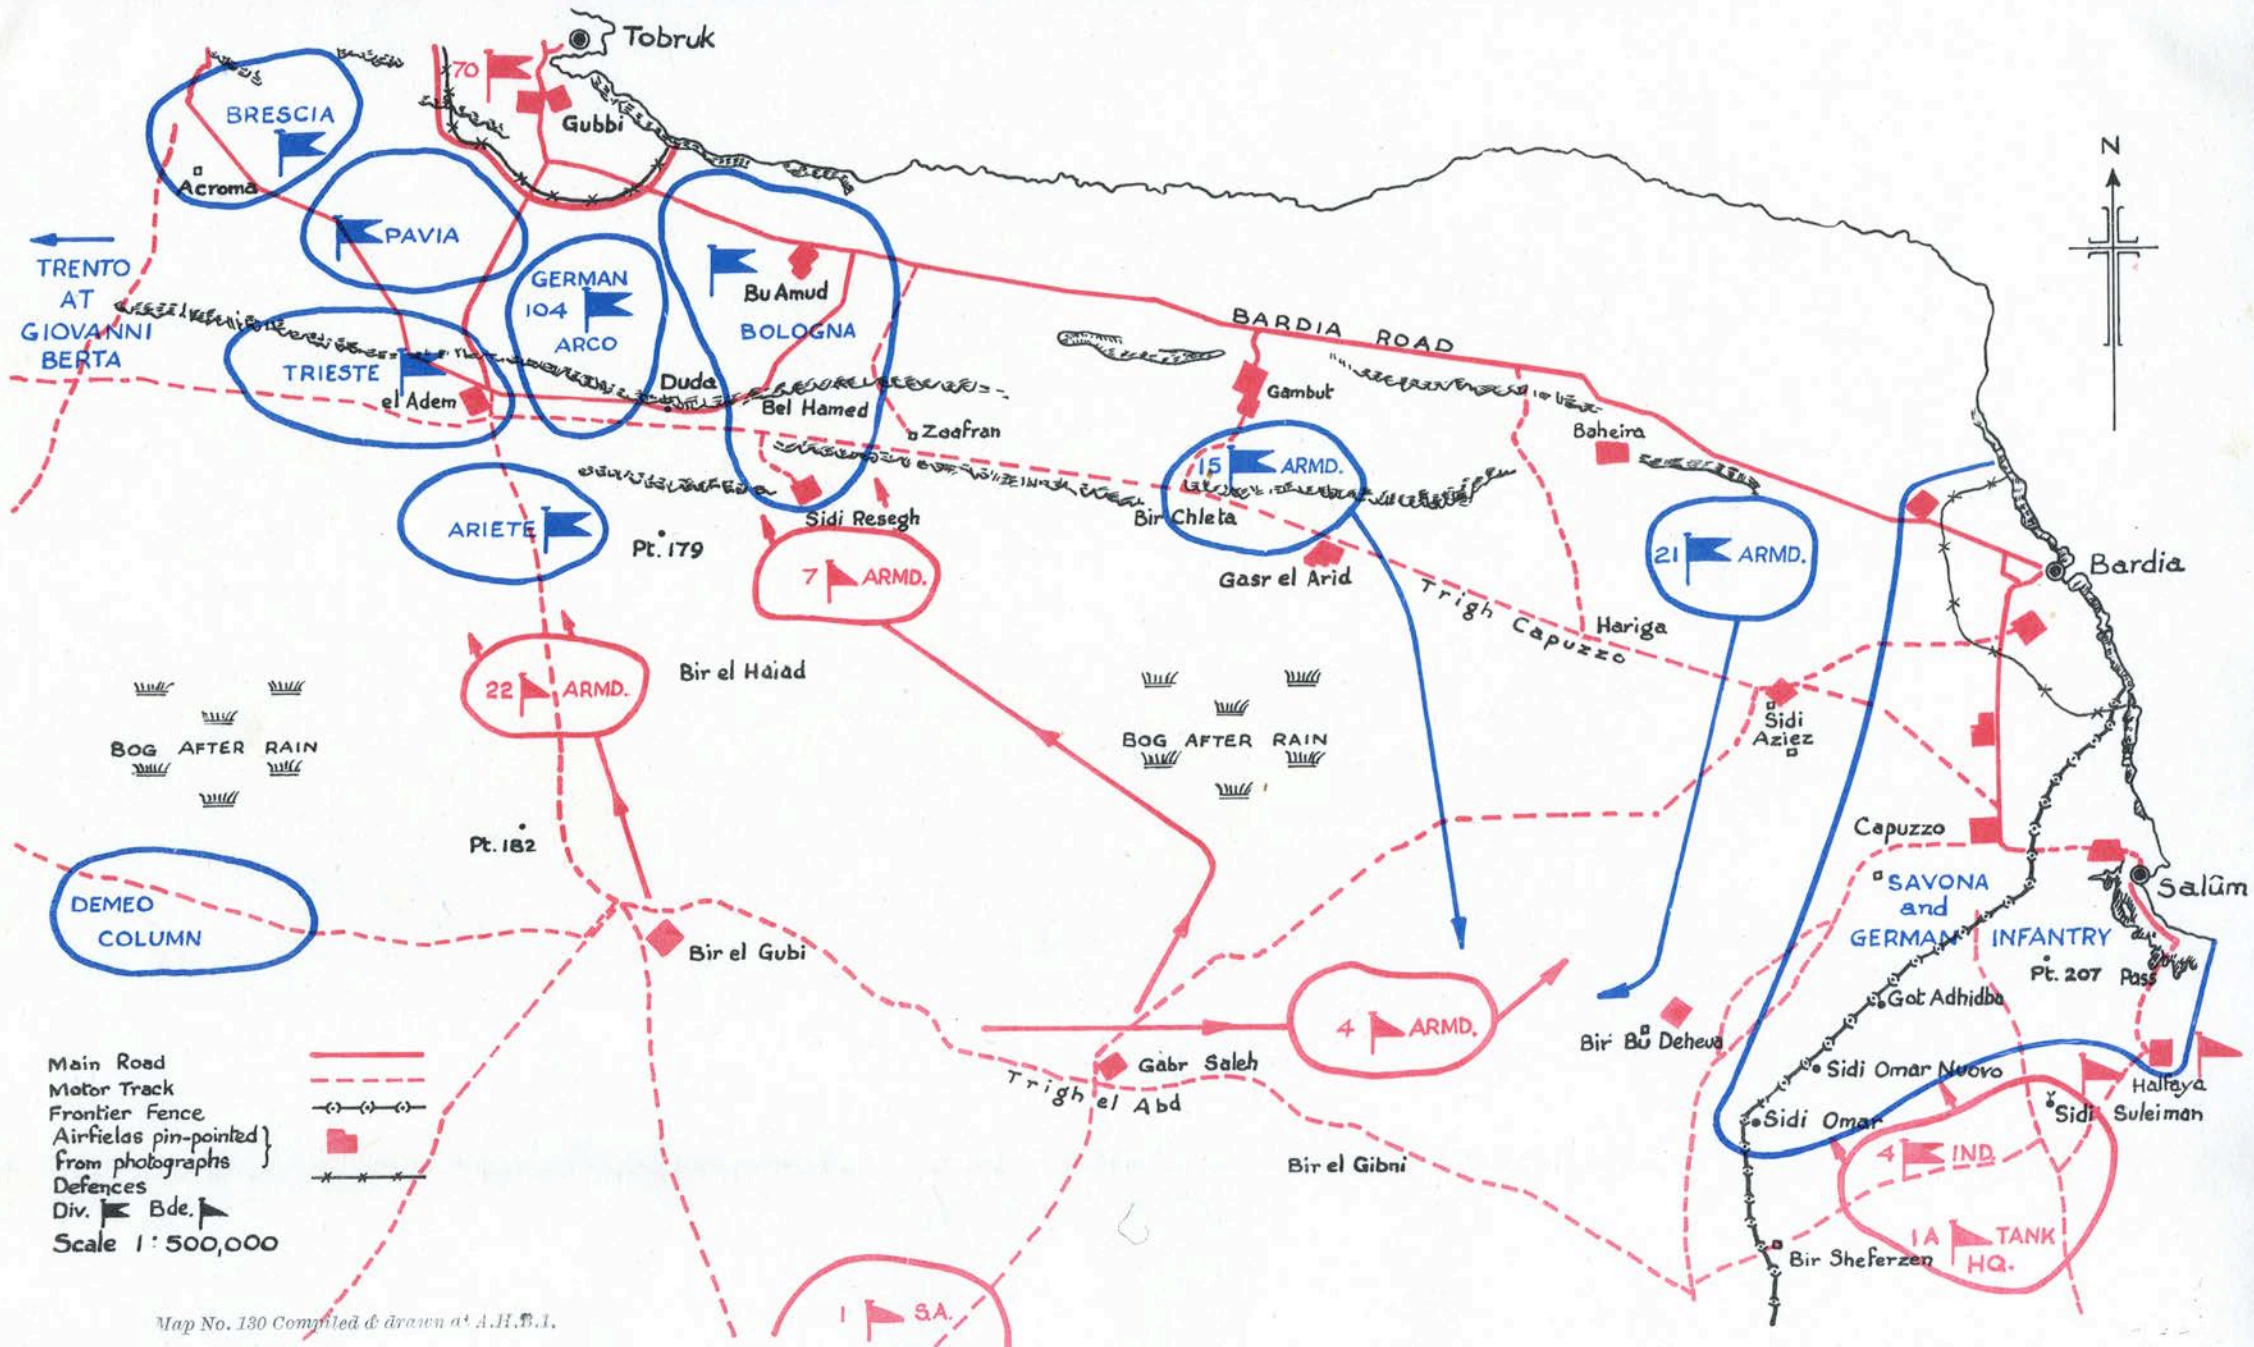 Tobruk
70
Gubbi
BRESCIA
Acroma
PAVIA
TRENTO
AT
GIOVANNI
BERTA
GERMAN
104
ARCO
Bu Amud
BOLOGNA
TRIESTE
el Adem
Duda
Bel Hamed
Zaafran
BARDIA ROAD
Gambut
Baheira
N
15 ARMD.
Bir Chleta
Gasr el Arid
21 ARMD.
Bardia
ARIETE
Pt. 179
Sidi Resegh
7 ARMD.
Trigh Capuzzo
Hariga
22 ARMD.
Bir el Haiad
BOG AFTER RAIN
BOG AFTER RAIN
Sidi
Aziez
Pt. 182
Capuzzo
Salûm
DEMEO
COLUMN
Bir el Gubi
SAVONA
and
GERMAN INFANTRY
Pt. 207
Pass
Got Adhidba
4 ARMD.
Bir Bu Deheua
Gabr Saleh
Trigh el Abd
Sidi Omar Nuovo
Halfaya
Sidi Suleiman
Sidi Omar
4 IND.
Bir el Gibni
1A TANK
HQ.
Bir Sheferzen
1 S.A.
Main Road
Motor Track
Frontier Fence
Airfields pin-pointed
from photographs
Defences
Div. Bde.
Scale 1:500,000
Map No. 130 Compiled & drawn at A.H.B.1.